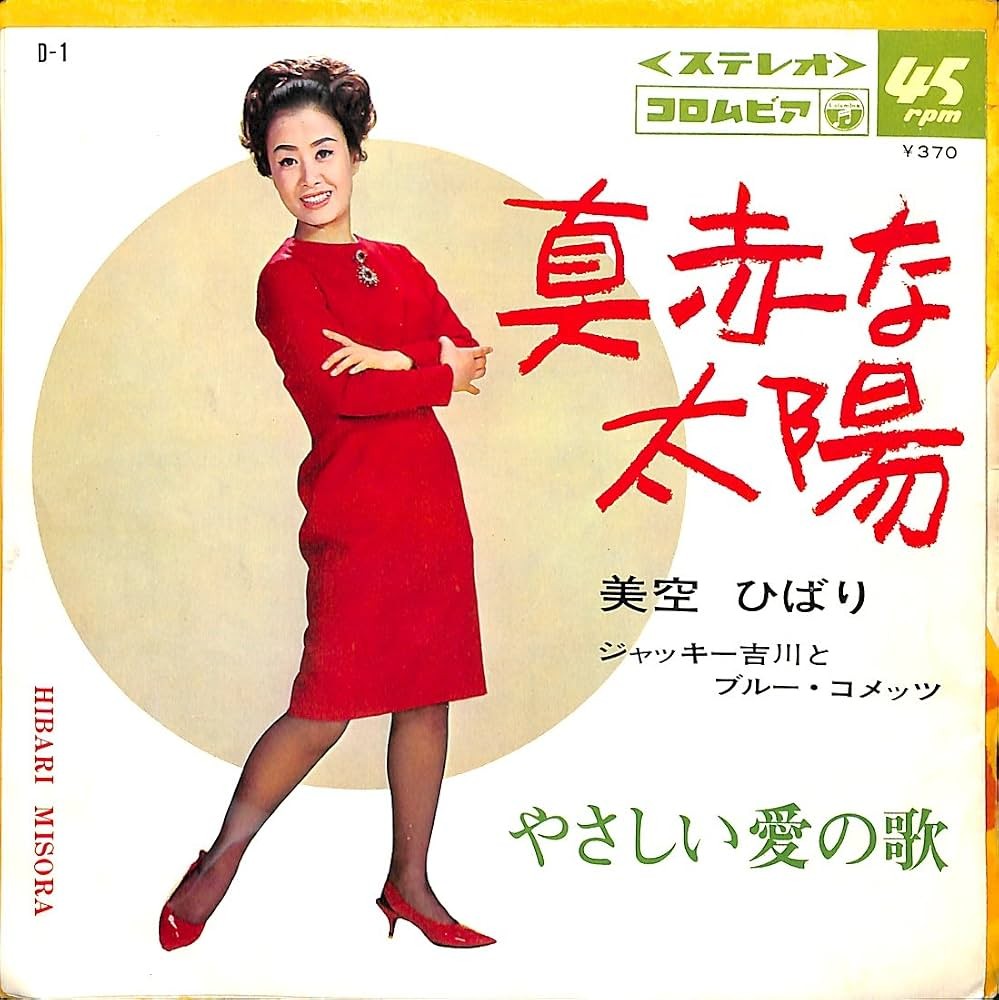 D-1
<ステレオ>
コロムビア
Columbia
45
rpm
¥370
真赤な
太陽
美空 ひばり
ジャッキー吉川と
ブルー・コメッツ
やさしい愛の歌
HIBARI MISORA